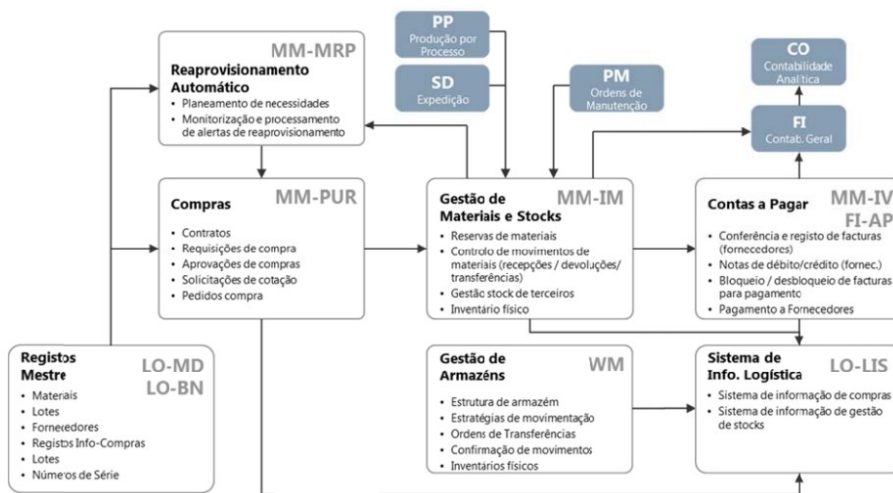 MM-MRP
Reaprovisionamento
Automático
• Planeamento de necessidades
• Monitorização e processamento
de alertas de reaprovisionamento
PP
Produção por
Processo
SD
Expedição
PM
Ordens de
Manutenção
CO
Contabilidade
Analítica
FI
Contab. Geral
MM-PUR
Compras
• Contratos
• Requisições de compra
• Aprovações de compras
• Solicitações de cotação
• Pedidos compra
Gestão de
Materiais e Stocks
MM-IM
• Reservas de materiais
• Controlo de movimentos de
materiais (recepções / devoluções/
transferências)
• Gestão stock de terceiros
• Inventário físico
Contas a Pagar
MM-IV
FI-AP
• Conferência e registo de facturas
(fornecedores)
• Notas de débito/crédito (fornec.)
• Bloqueio / desbloqueio de facturas
para pagamento
• Pagamento a Fornecedores
Registos
Mestre
LO-MD
LO-BN
• Materiais
• Lotes
• Fornecedores
• Registos Info-Compras
• Lotes
• Números de Série
Gestão de
Armazéns
WM
• Estrutura de armazém
• Estratégias de movimentação
• Ordens de Transferências
• Confirmação de movimentos
• Inventários físicos
Sistema de
Info. Logística
LO-LIS
• Sistema de informação de compras
• Sistema de informação de gestão
de stocks